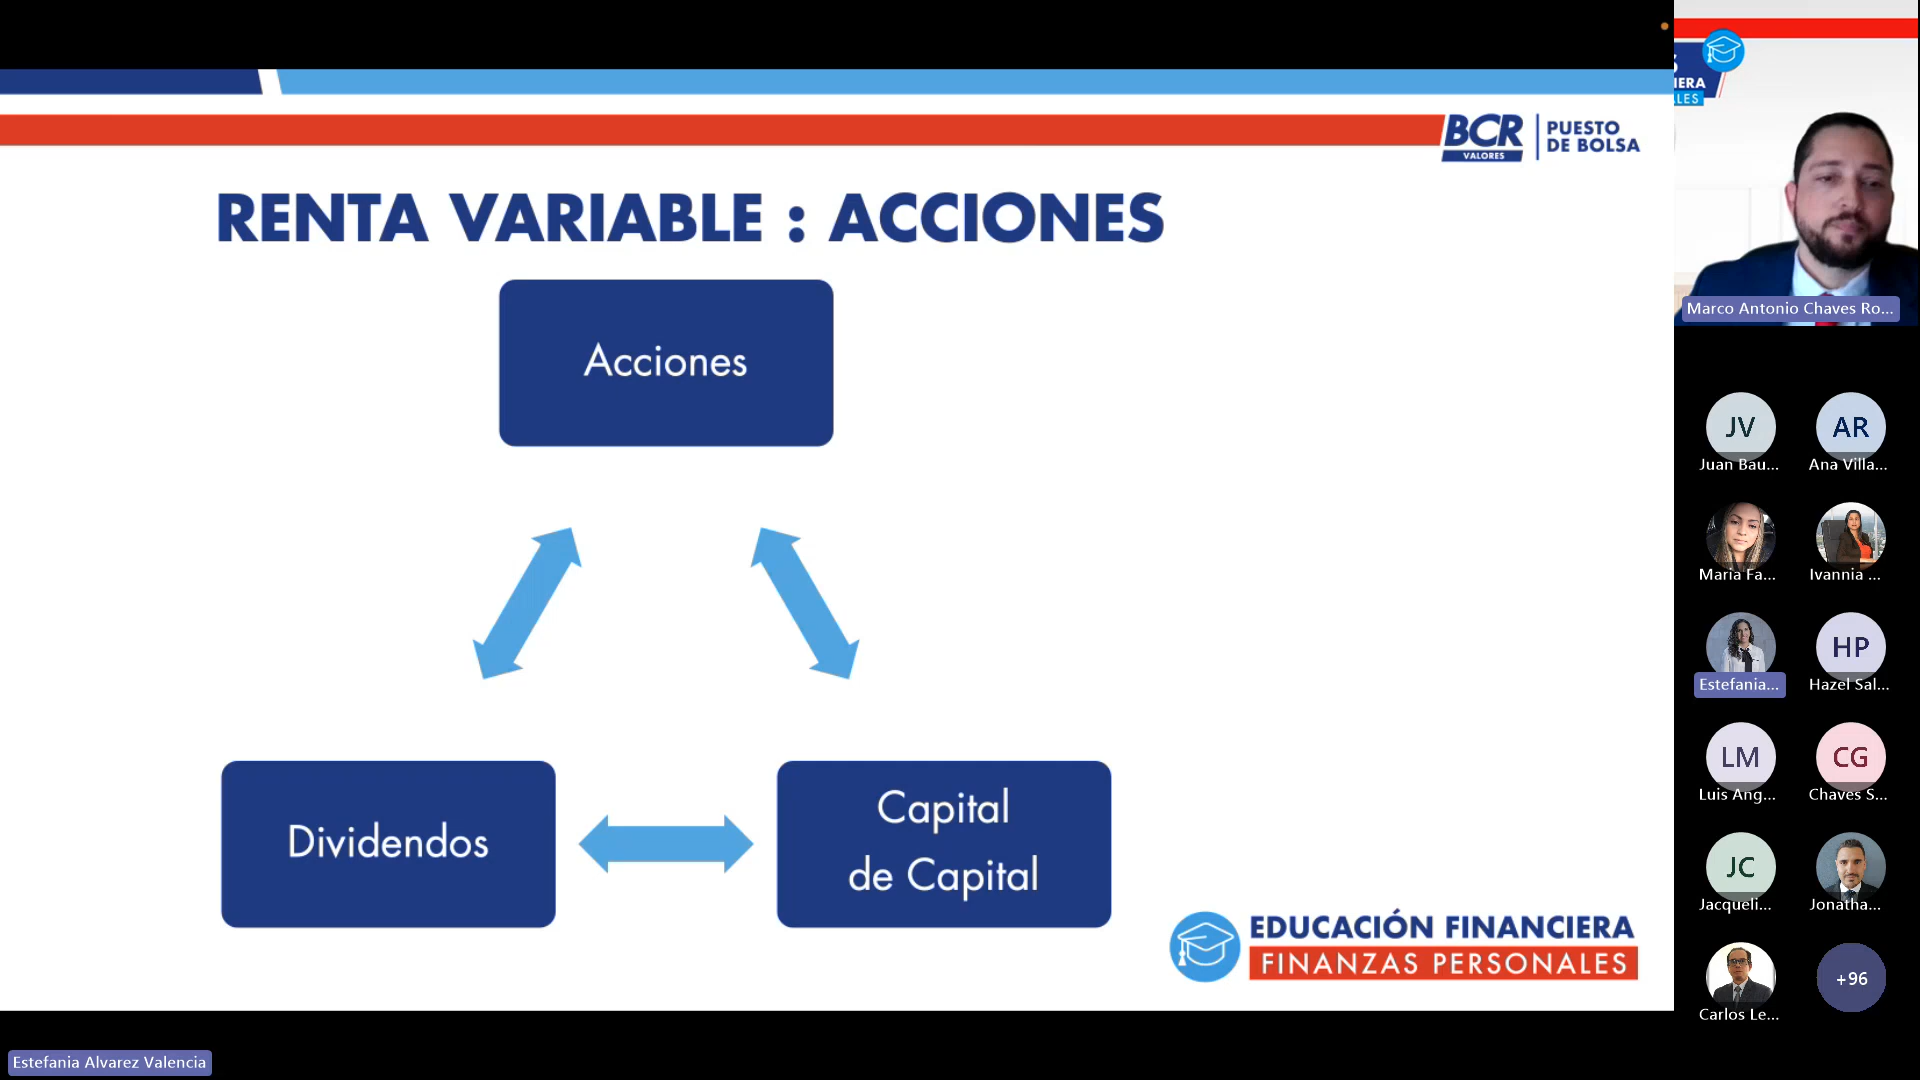 BCR
VALORES
PUESTO
DE BOLSA
RENTA VARIABLE : ACCIONES
Acciones
Dividendos
Capital
de Capital
EDUCACIÓN FINANCIERA
FINANZAS PERSONALES
Estefania Alvarez Valencia
S
IERA
LES
Marco Antonio Chaves Ro...
JV
AR
Juan Bau...
Ana Villa...
Maria Fa...
Ivannia ...
HP
Estefania...
Hazel Sal...
LM
CG
Luis Ang...
Chaves S...
JC
Jacqueli...
Jonatha...
+96
Carlos Le...